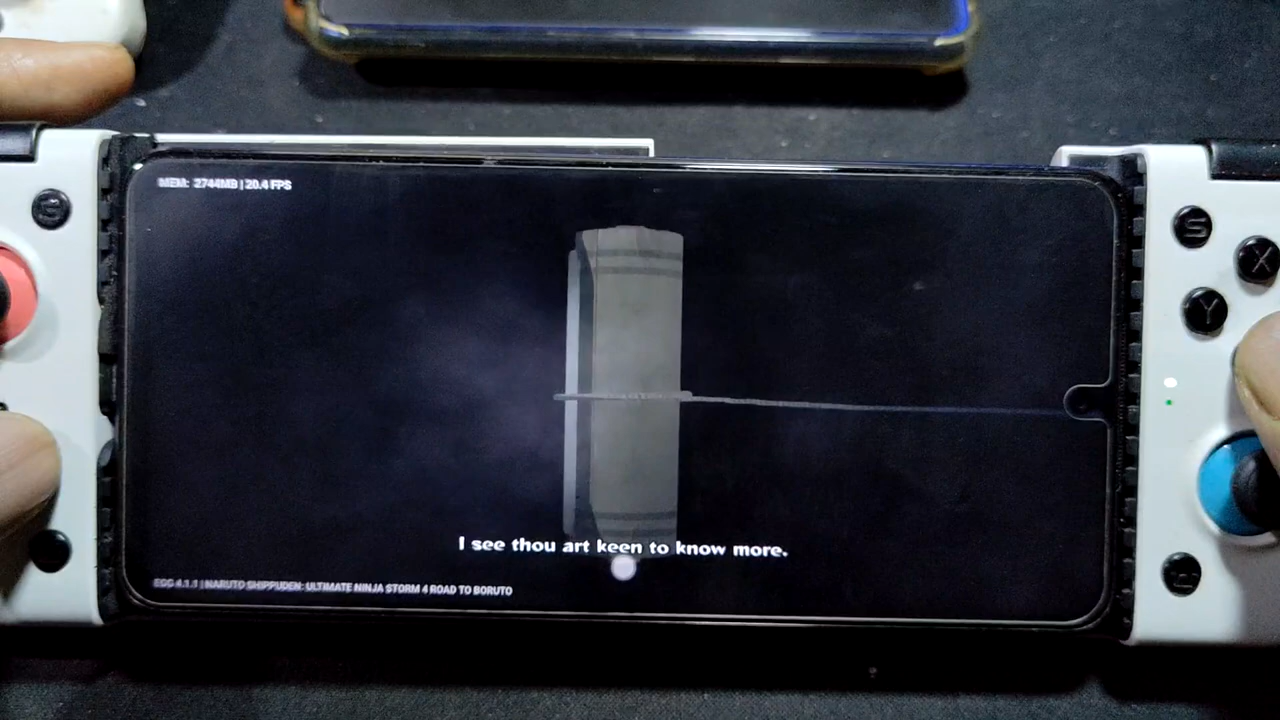 MEM: 2744MB | 20.4 FPS
S
X
Y
I see thou art keen to know more.
EGG 4.1.1 | NARUTO SHIPPUDEN: ULTIMATE NINJA STORM 4 ROAD TO BORUTO